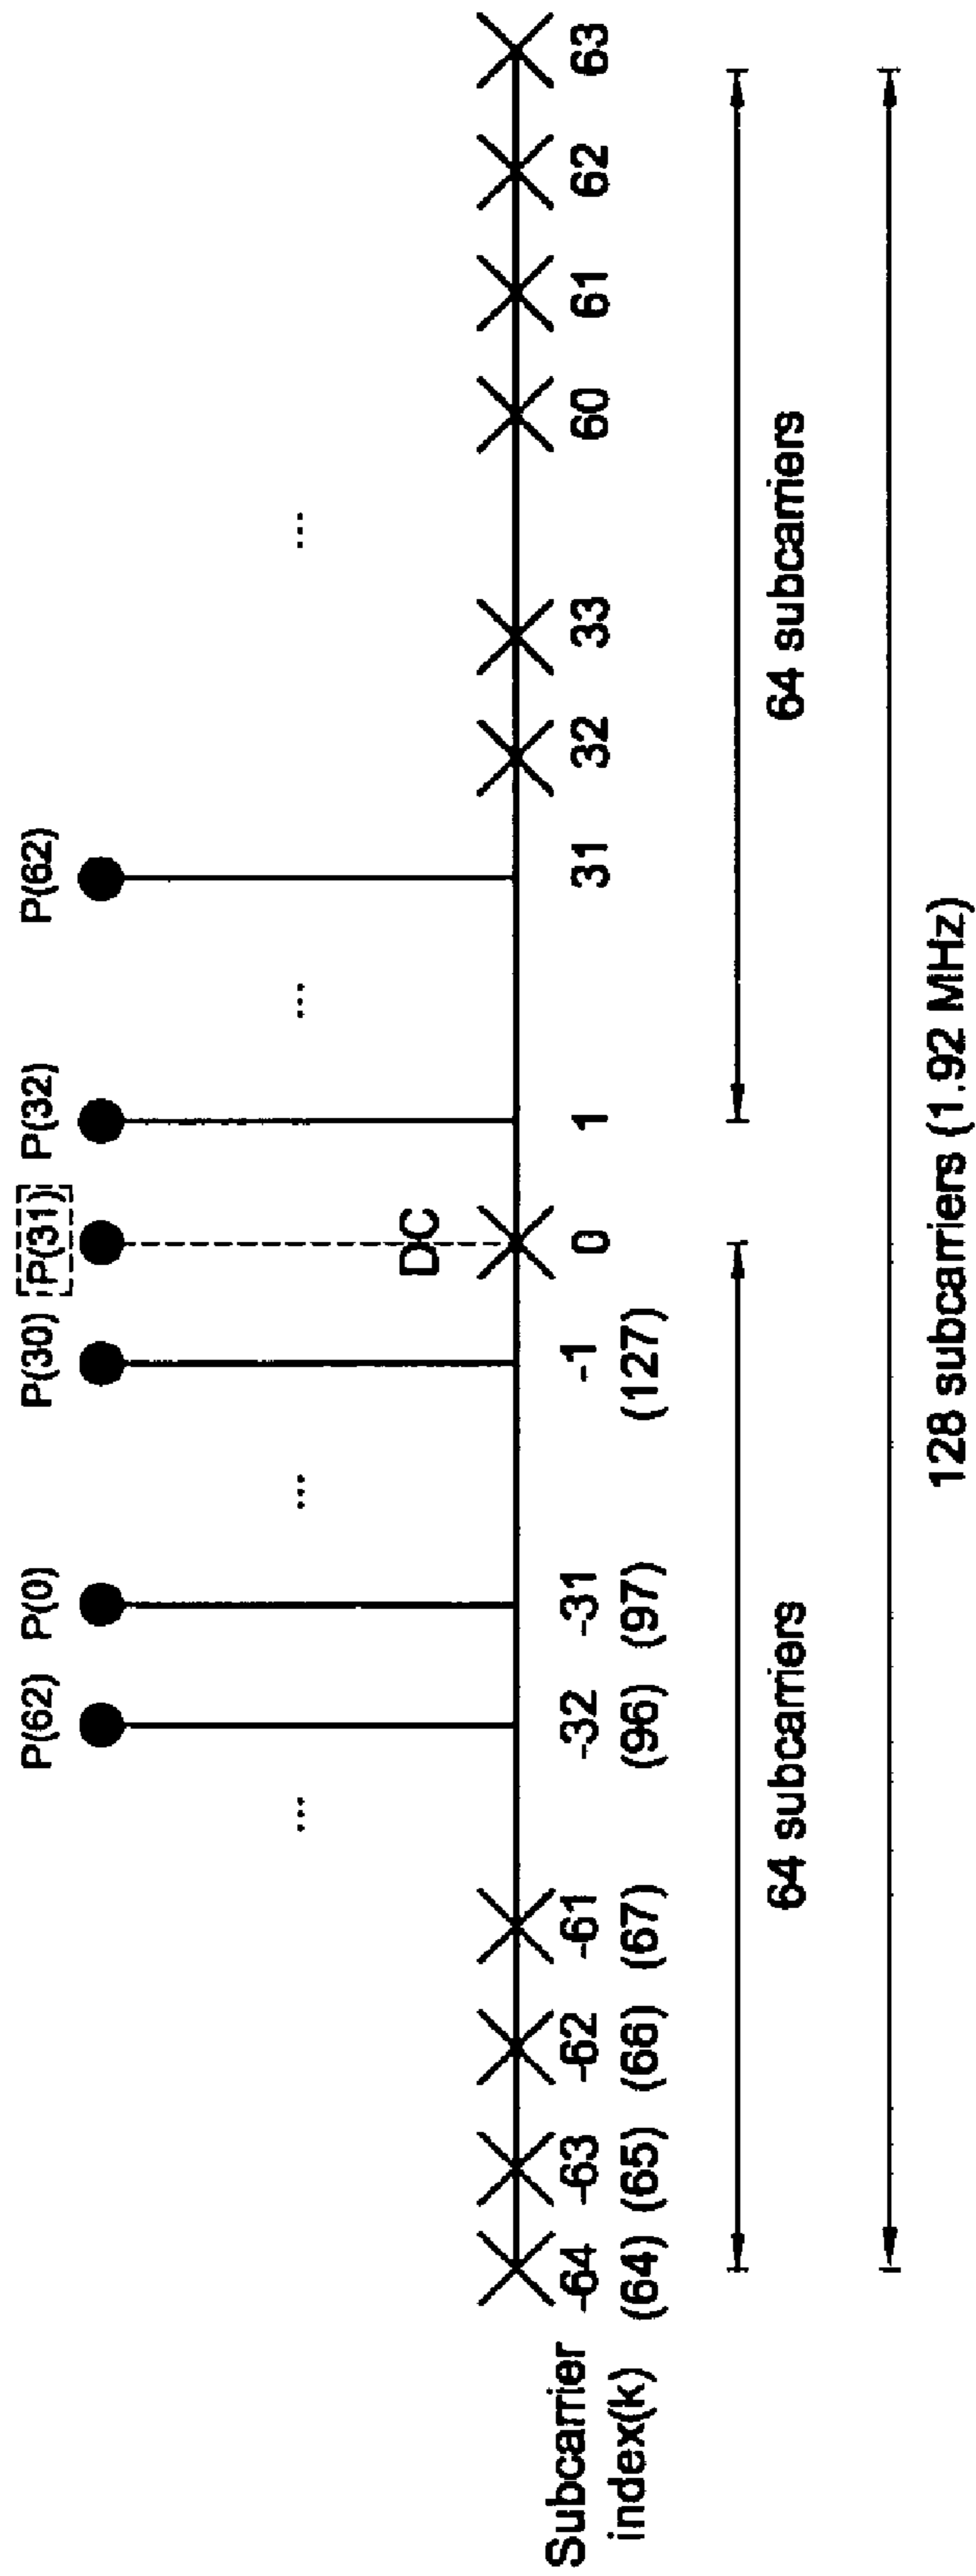 P(62) P(0) P(30) P(31) P(32) P(62)
... ... ... ...
DC
Subcarrier index(k)
-64 -63 -62 -61 -32 -31 -1 0 1 31 32 33 60 61 62 63
(64) (65) (66) (67) (96) (97) (127)
64 subcarriers 64 subcarriers
128 subcarriers (1.92 MHz)